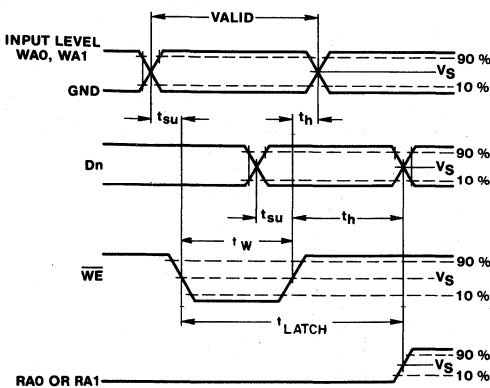 VALID
INPUT LEVEL
WA0, WA1
GND
90 %
VS
10 %
tsu
th
Dn
90 %
VS
10 %
tsu
th
tW
WE
90 %
VS
10 %
tLATCH
RA0 OR RA1
90 %
VS
10 %